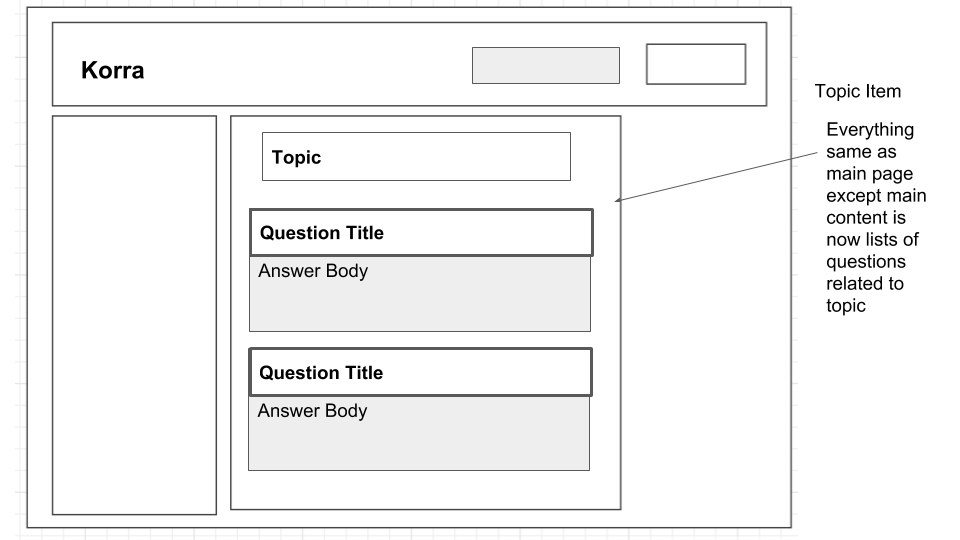 Korra
Topic Item
Everything
same as
main page
except main
content is
now lists of
questions
related to
topic
Topic
Question Title
Answer Body
Question Title
Answer Body